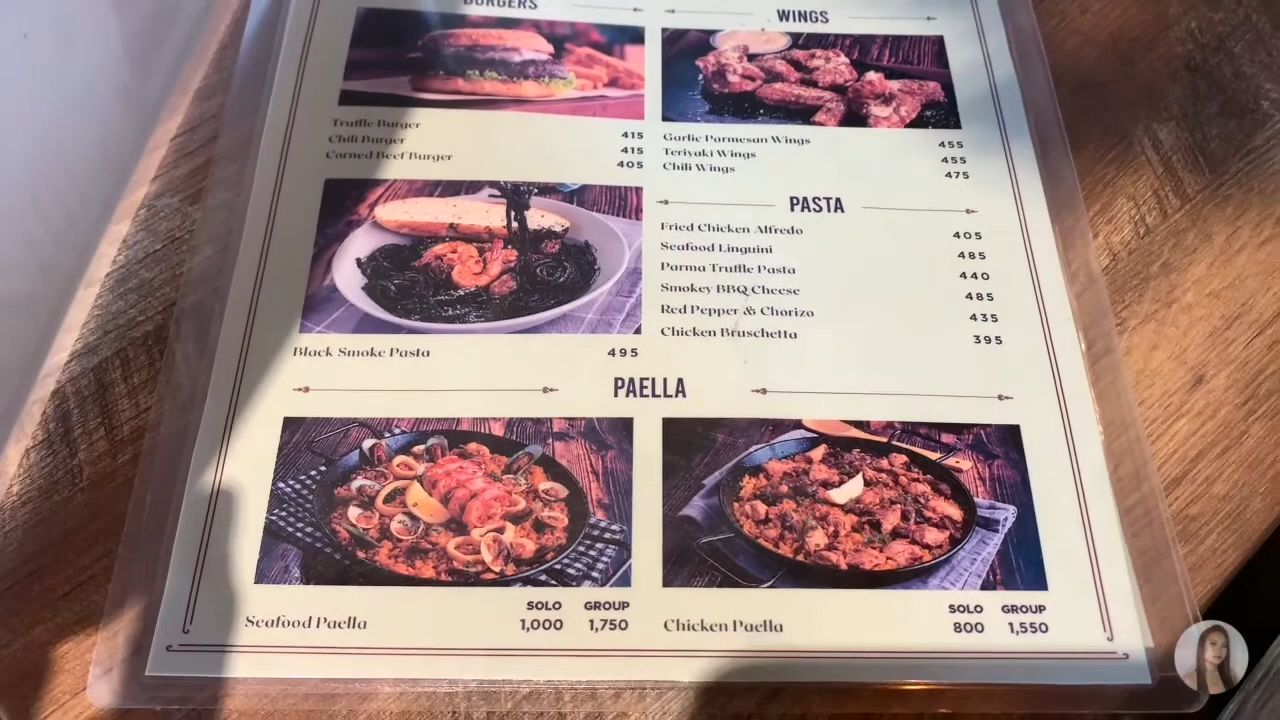 BURGERS
Truffle Burger 415
Chili Burger 415
Corned Beef Burger 405
Black Smoke Pasta 495
WINGS
Garlic Parmesan Wings 455
Teriyaki Wings 455
Chili Wings 475
PASTA
Fried Chicken Alfredo 405
Seafood Linguini 485
Parma Truffle Pasta 440
Smokey BBQ Cheese 485
Red Pepper & Chorizo 435
Chicken Bruschetta 395
PAELLA
SOLO GROUP
Seafood Paella 1,000 1,750
SOLO GROUP
Chicken Paella 800 1,550